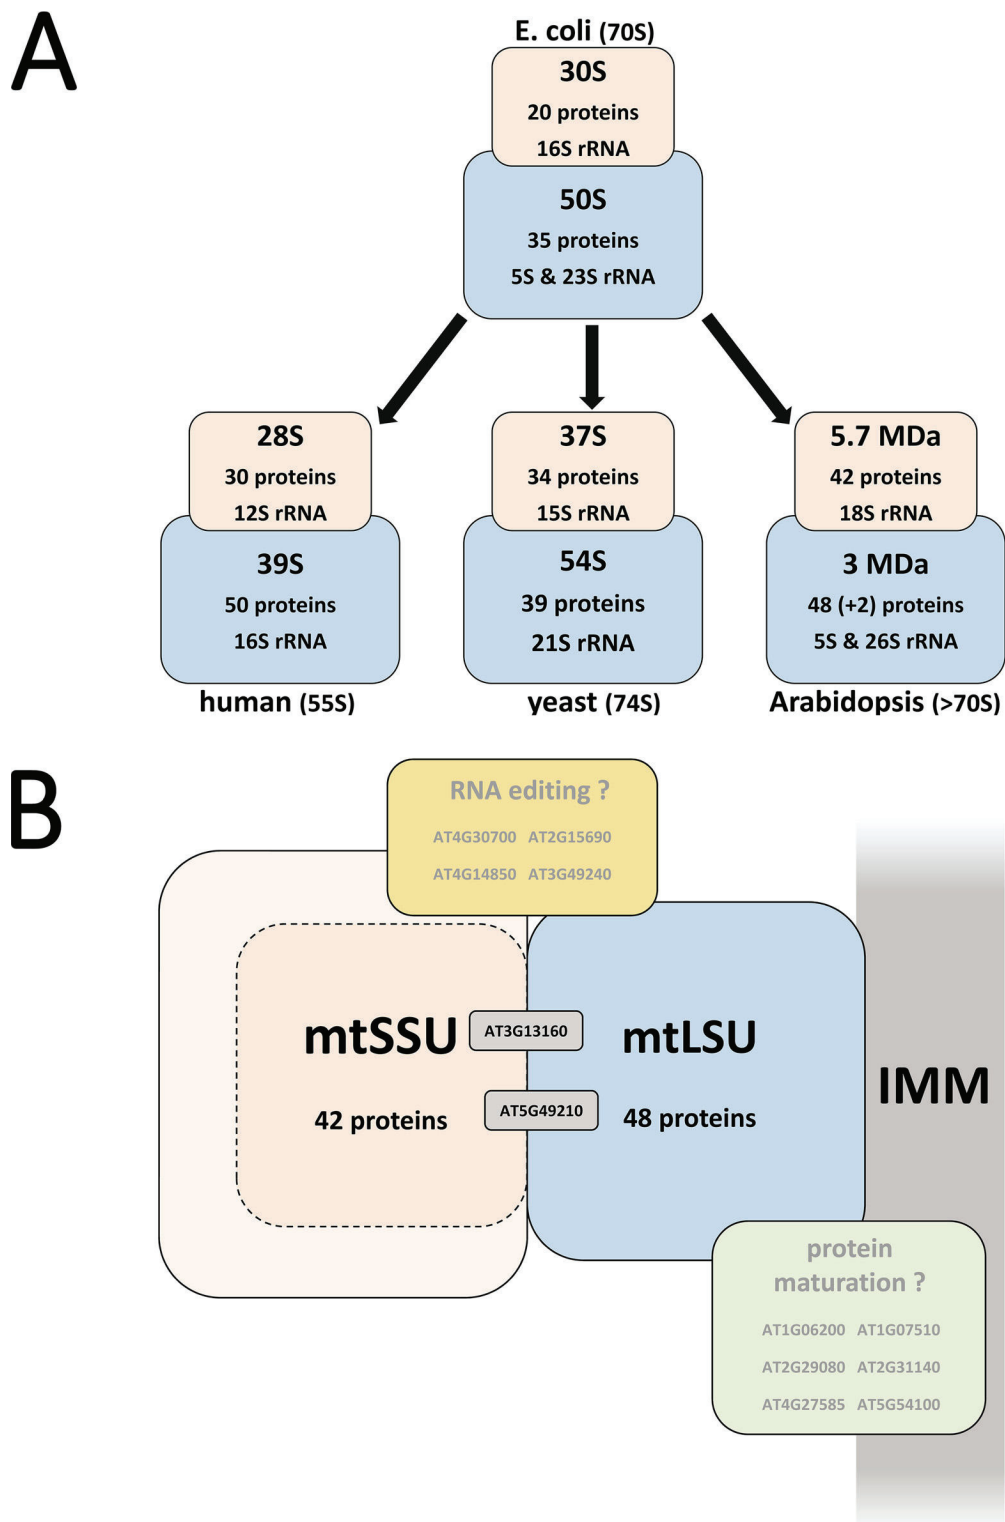 A
E. coli (70S)
30S
20 proteins
16S rRNA
50S
35 proteins
5S & 23S rRNA
28S
30 proteins
12S rRNA
39S
50 proteins
16S rRNA
human (55S)
37S
34 proteins
15S rRNA
54S
39 proteins
21S rRNA
yeast (74S)
5.7 MDa
42 proteins
18S rRNA
3 MDa
48 (+2) proteins
5S & 26S rRNA
Arabidopsis (>70S)
B
RNA editing ?
AT4G30700 AT2G15690
AT4G14850 AT3G49240
mtSSU
42 proteins
AT3G13160
AT5G49210
mtLSU
48 proteins
IMM
protein
maturation ?
AT1G06200 AT1G07510
AT2G29080 AT2G31140
AT4G27585 AT5G54100